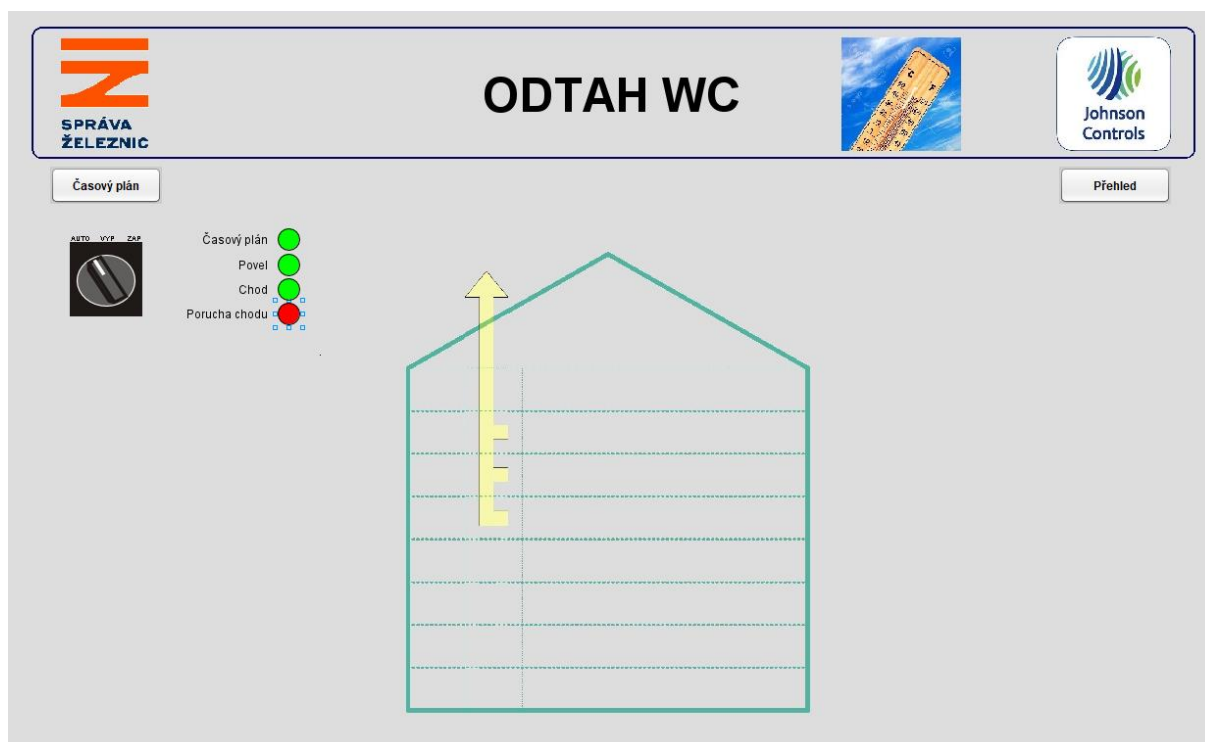 SPRÁVA
ŽELEZNIC
ODTAH WC
Johnson
Controls
Časový plán
Přehled
AUTO VYP ZAP
Časový plán
Povel
Chod
Porucha chodu